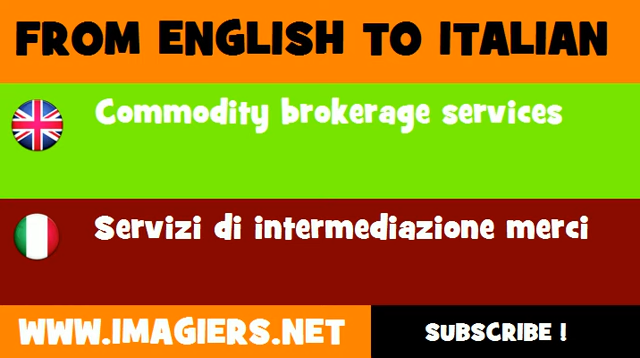 FROM ENGLISH TO ITALIAN
Commodity brokerage services
Servizi di intermediazione merci
WWW.IMAGIERS.NET
SUBSCRIBE !